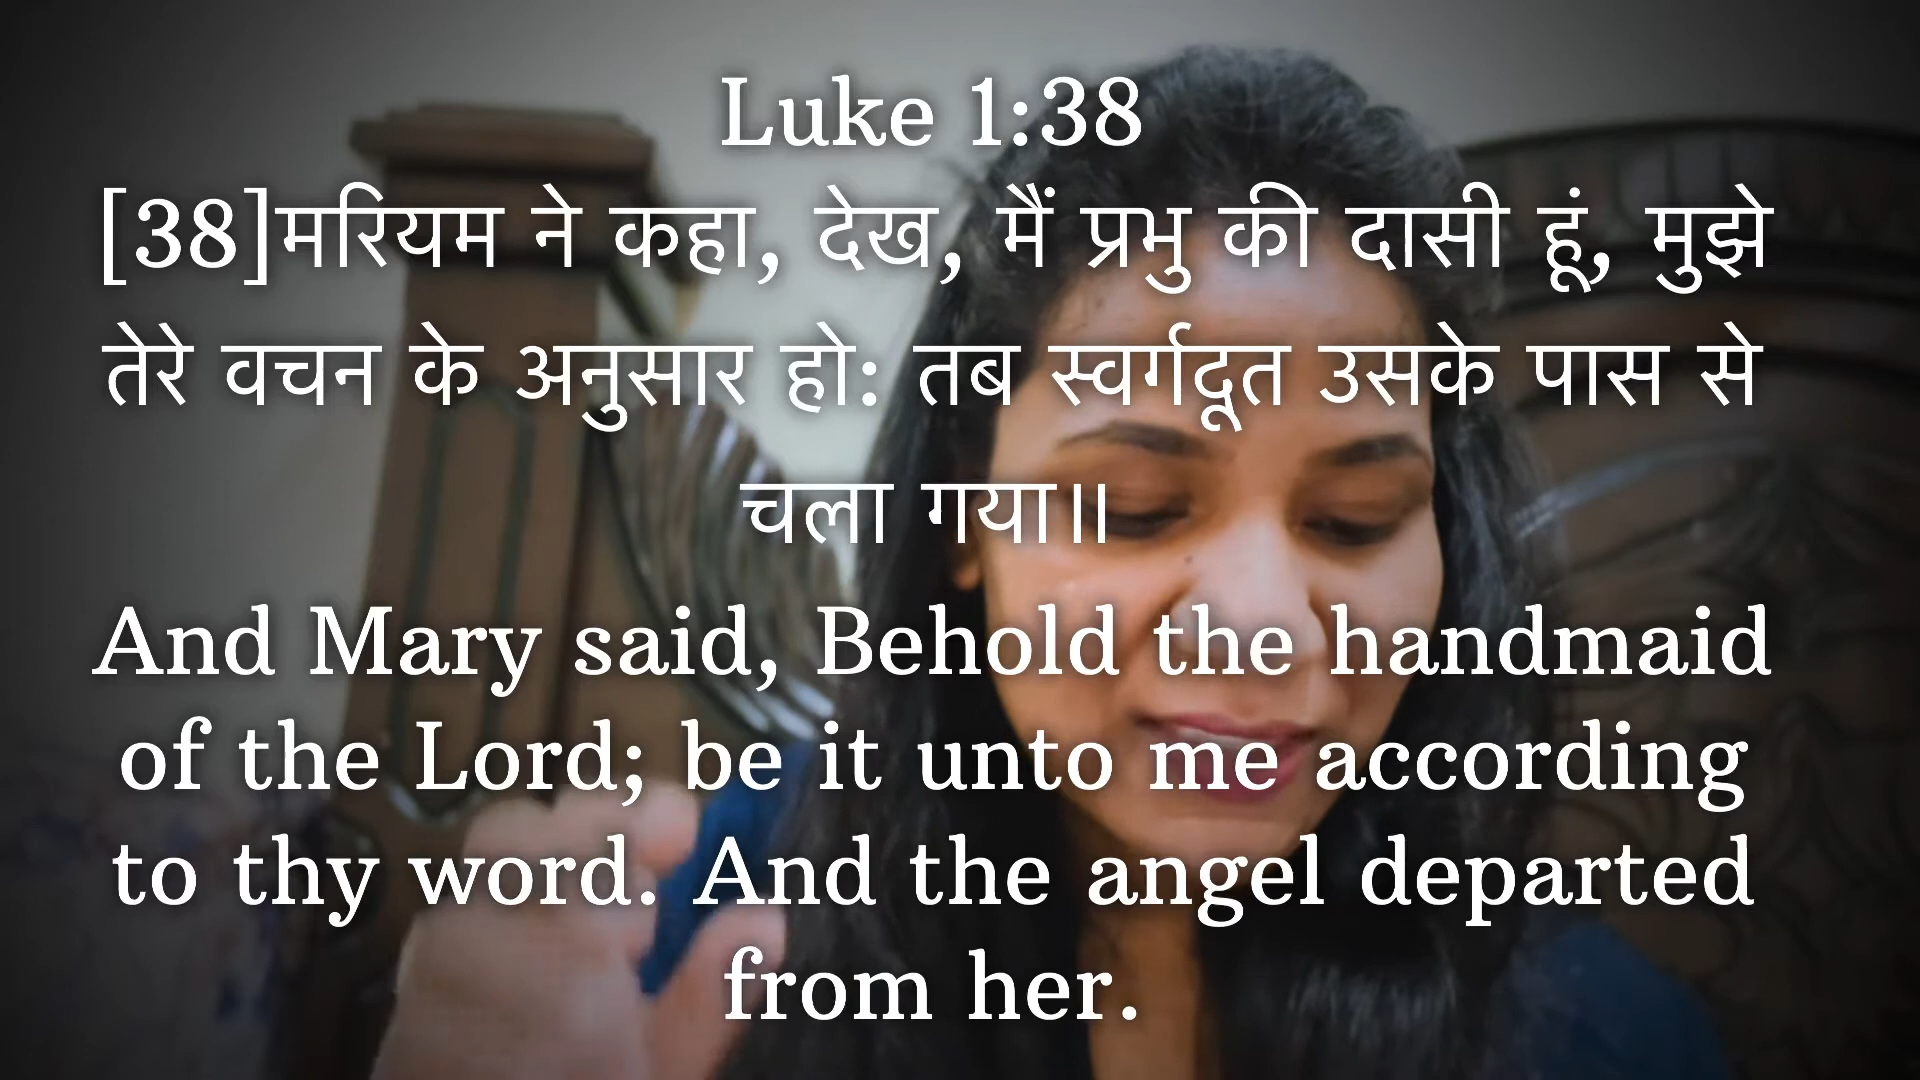 Luke 1:38
[38]मरियम ने कहा, देख, मैं प्रभु की दासी हूं, मुझे
तेरे वचन के अनुसार हो: तब स्वर्गदूत उसके पास से
चला गया॥
And Mary said, Behold the handmaid
of the Lord; be it unto me according
to thy word. And the angel departed
from her.